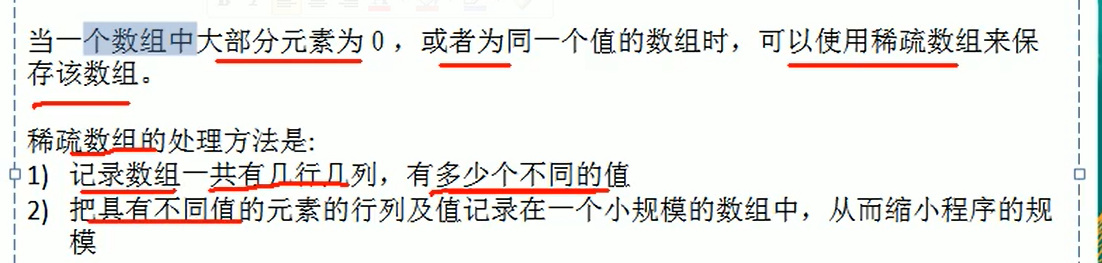 当一个数组中大部分元素为０，或者为同一个值的数组时，可以使用稀疏数组来保
存该数组。
稀疏数组的处理方法是:
1) 记录数组一共有几行几列，有多少个不同的值
2) 把具有不同值的元素的行列及值记录在一个小规模的数组中，从而缩小程序的规
模